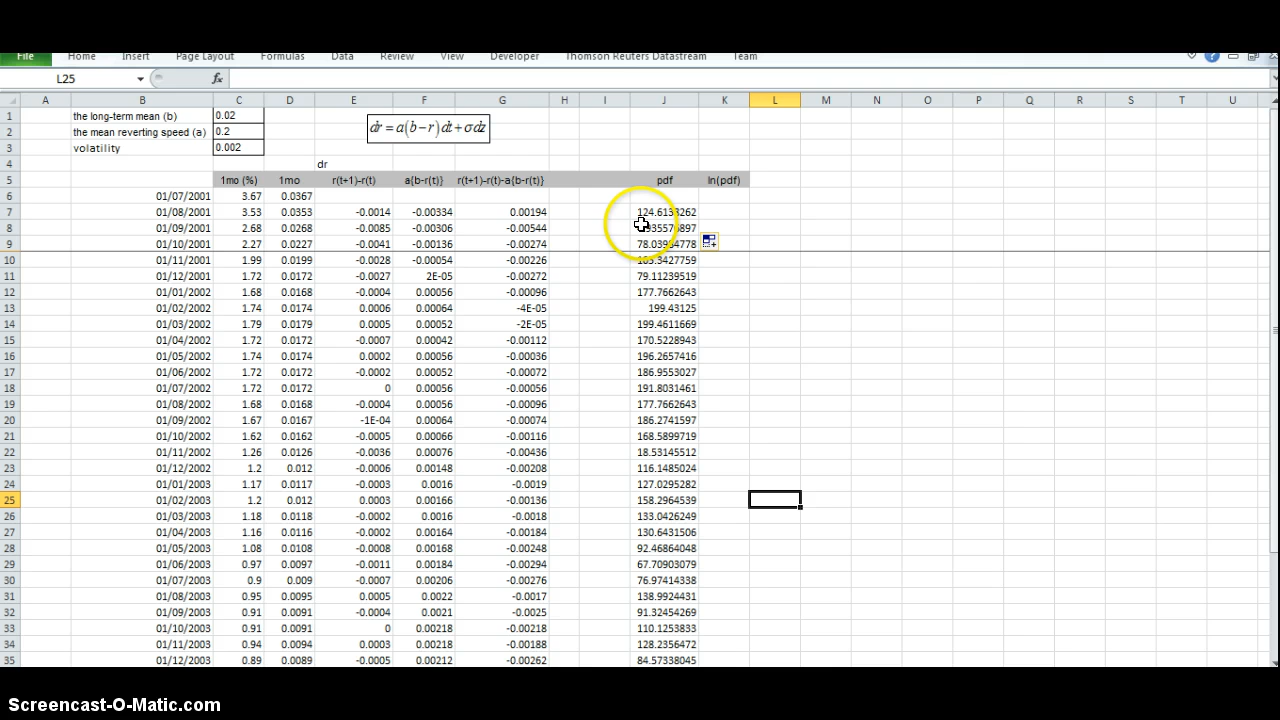 File Home Insert Page Layout Formulas Data Review View Developer Thomson Reuters Datastream Team
L25 fx
A B C D E F G H I J K L M N O P Q R S T U
1 the long-term mean (b) 0.02
dr = a(b−r)dt+σdz
2 the mean reverting speed (a) 0.2
3 volatility 0.002
4 dr
5 1mo (%) 1mo r(t+1)-r(t) a{b-r(t)} r(t+1)-r(t)-a{b-r(t)} pdf ln(pdf)
6 01/07/2001 3.67 0.0367
7 01/08/2001 3.53 0.0353 -0.0014 -0.00334 0.00194
8 01/09/2001 2.68 0.0268 -0.0085 -0.00306 -0.00544
9 01/10/2001 2.27 0.0227 -0.0041 -0.00136 -0.00274
10 01/11/2001 1.99 0.0199 -0.0028 -0.00054 -0.00226
11 01/12/2001 1.72 0.0172 -0.0027 2E-05 -0.00272 79.11239519
12 01/01/2002 1.68 0.0168 -0.0004 0.00056 -0.00096 177.7662643
13 01/02/2002 1.74 0.0174 0.0006 0.00064 -4E-05 199.43125
14 01/03/2002 1.79 0.0179 0.0005 0.00052 -2E-05 199.4611669
15 01/04/2002 1.72 0.0172 -0.0007 0.00042 -0.00112 170.5228943
16 01/05/2002 1.74 0.0174 0.0002 0.00056 -0.00036 196.2657416
17 01/06/2002 1.72 0.0172 -0.0002 0.00052 -0.00072 186.9553027
18 01/07/2002 1.72 0.0172 0 0.00056 -0.00056 191.8031461
19 01/08/2002 1.68 0.0168 -0.0004 0.00056 -0.00096 177.7662643
20 01/09/2002 1.67 0.0167 -1E-04 0.00064 -0.00074 186.2741597
21 01/10/2002 1.62 0.0162 -0.0005 0.00066 -0.00116 168.5899719
22 01/11/2002 1.26 0.0126 -0.0036 0.00076 -0.00436 18.53145512
23 01/12/2002 1.2 0.012 -0.0006 0.00148 -0.00208 116.1485024
24 01/01/2003 1.17 0.0117 -0.0003 0.0016 -0.0019 127.0295282
25 01/02/2003 1.2 0.012 0.0003 0.00166 -0.00136 158.2964539
26 01/03/2003 1.18 0.0118 -0.0002 0.0016 -0.0018 133.0426249
27 01/04/2003 1.16 0.0116 -0.0002 0.00164 -0.00184 130.6431506
28 01/05/2003 1.08 0.0108 -0.0008 0.00168 -0.00248 92.46864048
29 01/06/2003 0.97 0.0097 -0.0011 0.00184 -0.00294 67.70903079
30 01/07/2003 0.9 0.009 -0.0007 0.00206 -0.00276 76.97414338
31 01/08/2003 0.95 0.0095 0.0005 0.0022 -0.0017 138.9924431
32 01/09/2003 0.91 0.0091 -0.0004 0.0021 -0.0025 91.32454269
33 01/10/2003 0.91 0.0091 0 0.00218 -0.00218 110.1253833
34 01/11/2003 0.94 0.0094 0.0003 0.00218 -0.00188 128.2356472
35 01/12/2003 0.89 0.0089 -0.0005 0.00212 -0.00262 84.57338045
Screencast-O-Matic.com